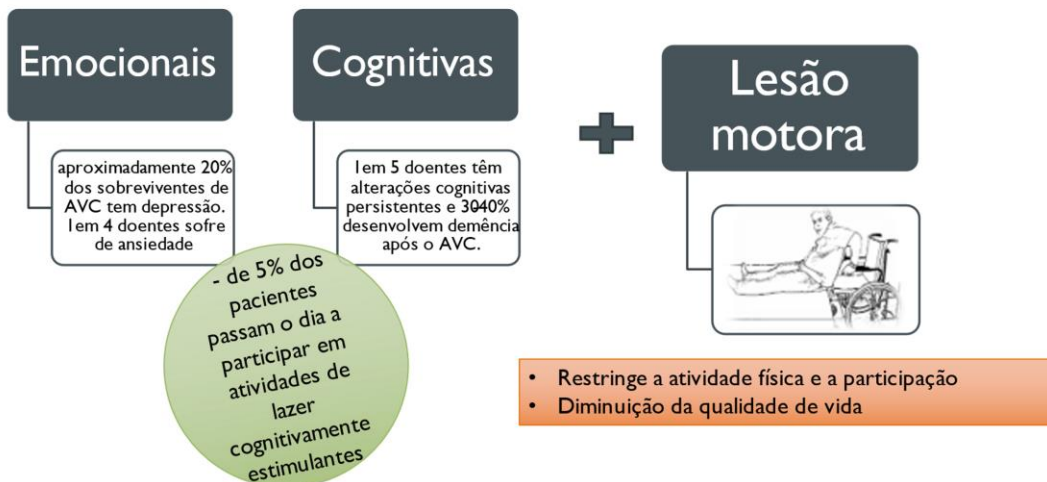 Emocionais
aproximadamente 20%
dos sobreviventes de
AVC tem depressão.
1em 4 doentes sofre
de ansiedade
Cognitivas
1em 5 doentes têm
alterações cognitivas
persistentes e 3040%
desenvolvem demência
após o AVC.
- de 5% dos
pacientes
passam o dia a
participar em
atividades de
lazer
cognitivamente
estimulantes
Lesão
motora
• Restringe a atividade física e a participação
• Diminuição da qualidade de vida